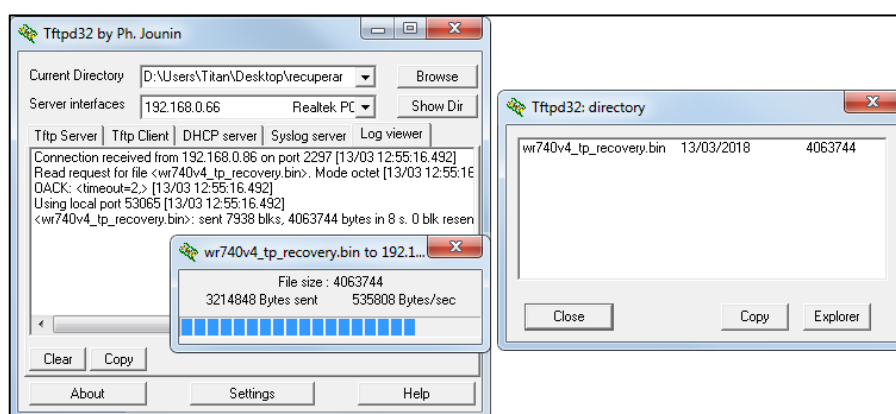 Tftpd32 by Ph. Jounin
Current Directory D:\Users\Titan\Desktop\recuperar Browse
Server interfaces 192.168.0.66 Realtek PC Show Dir
Tftp Server Tftp Client DHCP server Syslog server Log viewer
Connection received from 192.168.0.86 on port 2297 [13/03 12:55:16.492]
Read request for file <wr740v4_tp_recovery.bin>. Mode octet [13/03 12:55:16
OACK: <timeout=2,> [13/03 12:55:16.492]
Using local port 53065 [13/03 12:55:16.492]
<wr740v4_tp_recovery.bin>: sent 7938 blks, 4063744 bytes in 8 s. 0 blk resen
wr740v4_tp_recovery.bin to 192.1...
File size : 4063744
3214848 Bytes sent 535808 Bytes/sec
Clear Copy
About Settings Help
Tftpd32: directory
wr740v4_tp_recovery.bin 13/03/2018 4063744
Close Copy Explorer